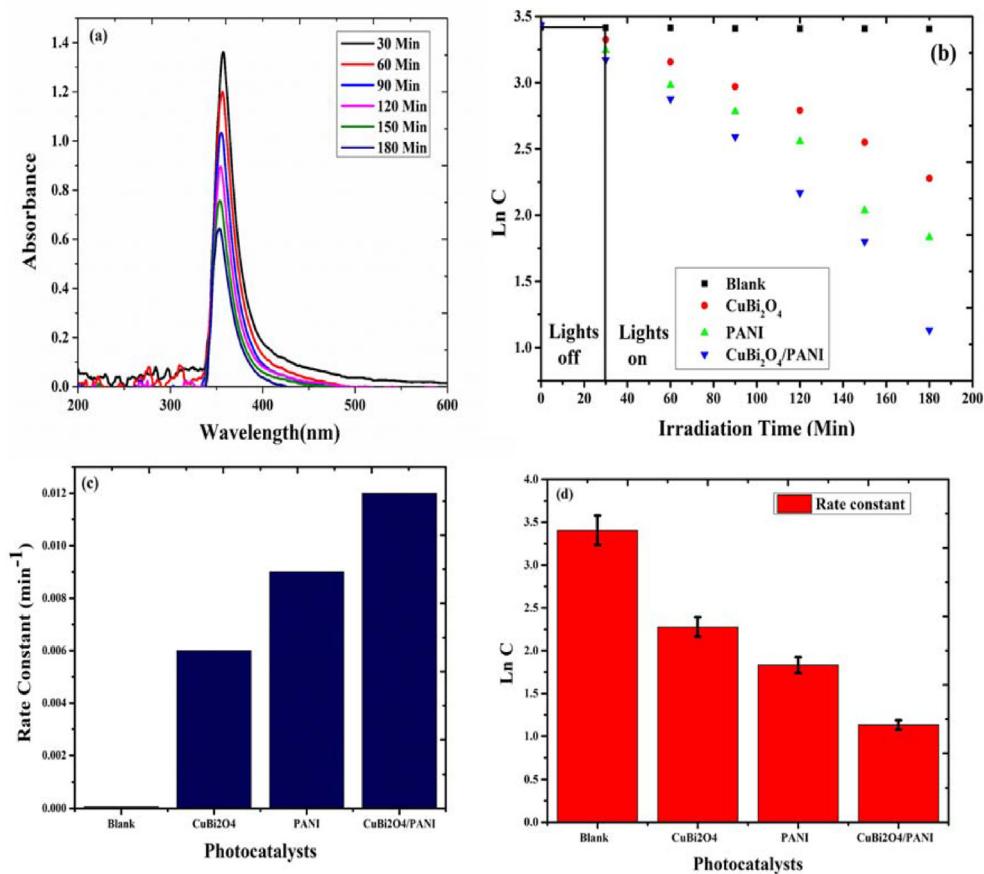 (a)
30 Min
60 Min
90 Min
120 Min
150 Min
180 Min
1.4
1.2
1.0
0.8
0.6
0.4
0.2
0.0
200
300
400
500
600
Absorbance
Wavelength(nm)
(b)
3.5
3.0
2.5
2.0
1.5
1.0
Ln C
Blank
CuBi₂O₄
PANI
CuBi₂O₄/PANI
Lights
off
Lights
on
0 20 40 60 80 100 120 140 160 180 200
Irradiation Time (Min)
(c)
0.012
0.010
0.008
0.006
0.004
0.002
0.000
Rate Constant (min⁻¹)
Blank CuBi2O4 PANI CuBi2O4/PANI
Photocatalysts
(d)
Rate constant
4.0
3.5
3.0
2.5
2.0
1.5
1.0
0.5
0.0
Ln C
Blank CuBi2O4 PANI CuBi2O4/PANI
Photocatalysts